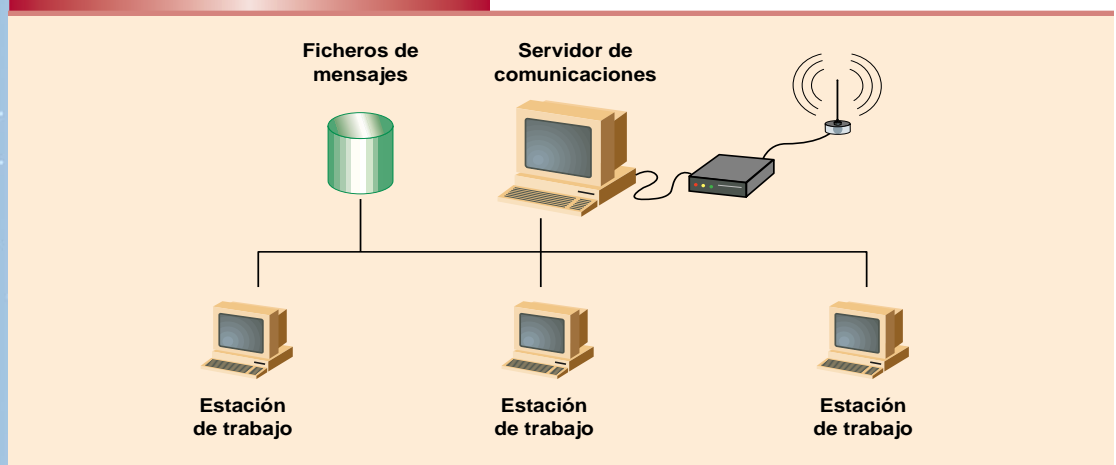 Ficheros de
mensajes
Servidor de
comunicaciones
Estación
de trabajo
Estación
de trabajo
Estación
de trabajo